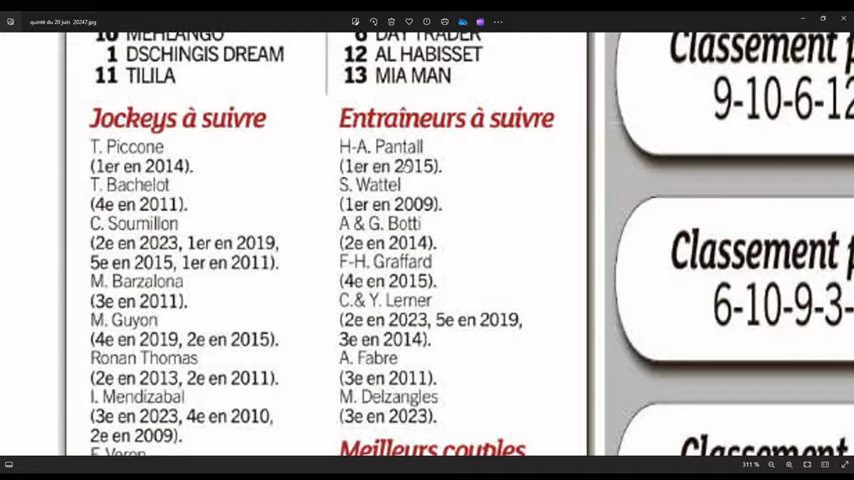 quinté du 20 juin 20247.jpg
10 MEHLANGO
1 DSCHINGIS DREAM
11 TILILA
6 DAY TRADER
12 AL HABISSET
13 MIA MAN
Jockeys à suivre
T. Piccone
(1er en 2014).
T. Bachelot
(4e en 2011).
C. Soumillon
(2e en 2023, 1er en 2019,
5e en 2015, 1er en 2011).
M. Barzalona
(3e en 2011).
M. Guyon
(4e en 2019, 2e en 2015).
Ronan Thomas
(2e en 2013, 2e en 2011).
I. Mendizabal
(3e en 2023, 4e en 2010,
2e en 2009).
F. Veron
Entraîneurs à suivre
H-A. Pantall
(1er en 2015).
S. Wattel
(1er en 2009).
A & G. Botti
(2e en 2014).
F-H. Graffard
(4e en 2015).
C.& Y. Lerner
(2e en 2023, 5e en 2019,
3e en 2014).
A. Fabre
(3e en 2011).
M. Delzangles
(3e en 2023).
Meilleurs couples
Classement
9-10-6-12
Classement
6-10-9-3-
Classement
311 %